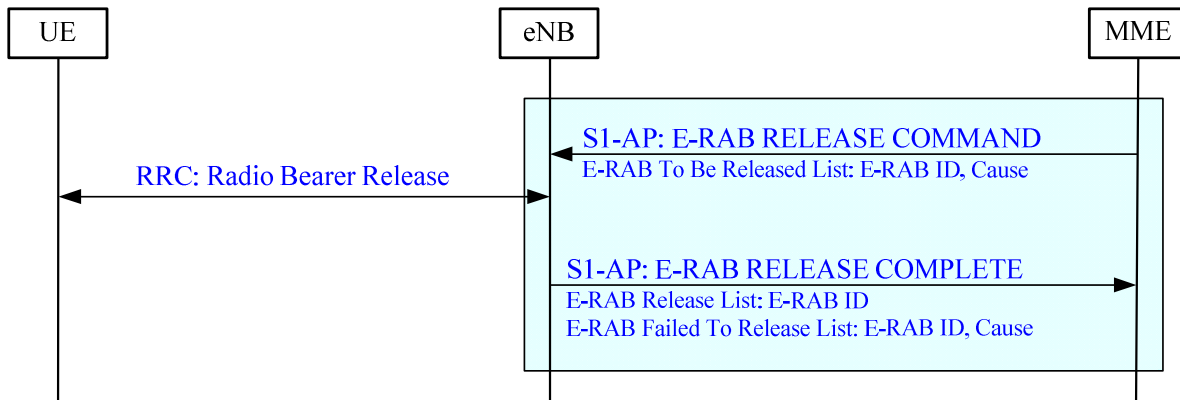 UE
eNB
MME
S1-AP: E-RAB RELEASE COMMAND
E-RAB To Be Released List: E-RAB ID, Cause
RRC: Radio Bearer Release
S1-AP: E-RAB RELEASE COMPLETE
E-RAB Release List: E-RAB ID
E-RAB Failed To Release List: E-RAB ID, Cause